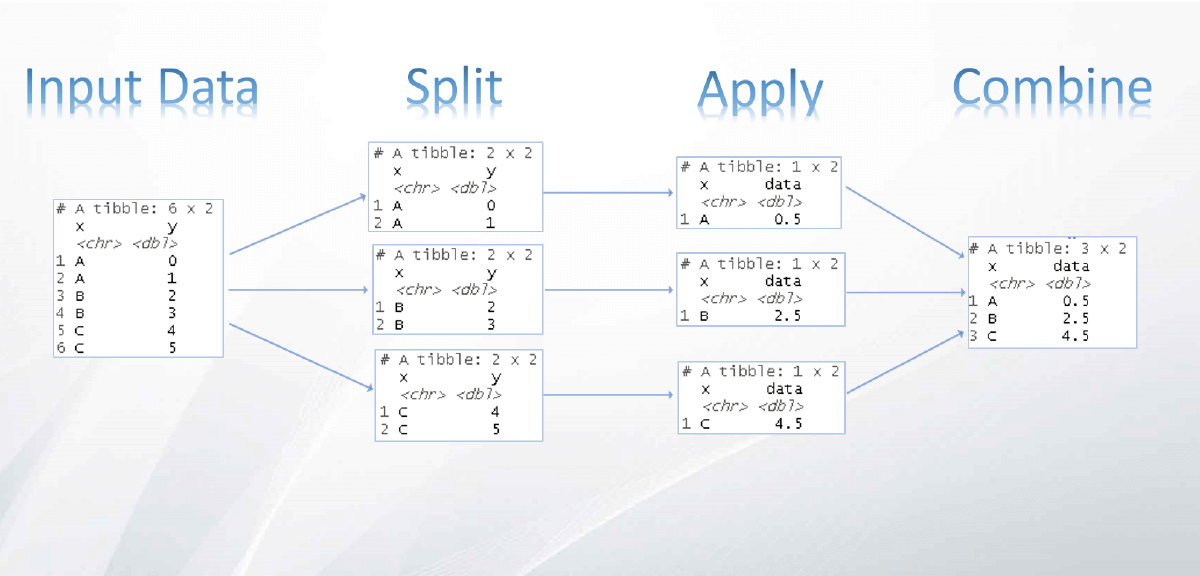 Input Data
Split
Apply
Combine
# A tibble: 6 x 2
x y
<chr> <dbl>
1 A 0
2 A 1
3 B 2
4 B 3
5 C 4
6 C 5
# A tibble: 2 x 2
x y
<chr> <dbl>
1 A 0
2 A 1
# A tibble: 2 x 2
x y
<chr> <dbl>
1 B 2
2 B 3
# A tibble: 2 x 2
x y
<chr> <dbl>
1 C 4
2 C 5
# A tibble: 1 x 2
x data
<chr> <dbl>
1 A 0.5
# A tibble: 1 x 2
x data
<chr> <dbl>
1 B 2.5
# A tibble: 1 x 2
x data
<chr> <dbl>
1 C 4.5
# A tibble: 3 x 2
x data
<chr> <dbl>
1 A 0.5
2 B 2.5
3 C 4.5